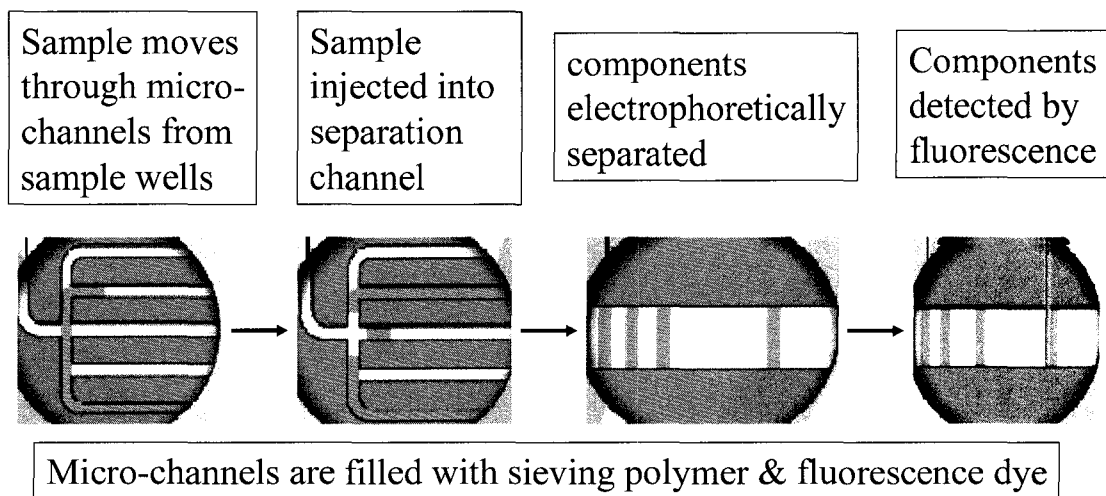 Sample moves
through micro-
channels from
sample wells
Sample
injected into
separation
channel
components
electrophoretically
separated
Components
detected by
fluorescence
Micro-channels are filled with sieving polymer & fluorescence dye